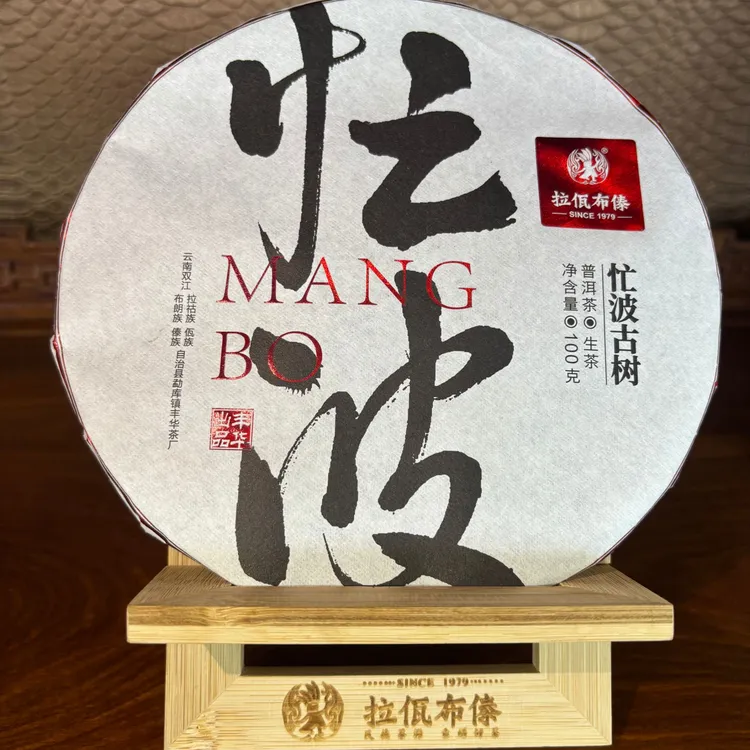 忙波
MANG
BO
拉佤布傣
SINCE 1979
忙波古树
普洱茶 生茶
净含量 100克
云南双江 拉祜族 佤族
布朗族 傣族 自治县勐库镇丰华茶厂
丰华
出品
SINCE 1979
拉佤布傣